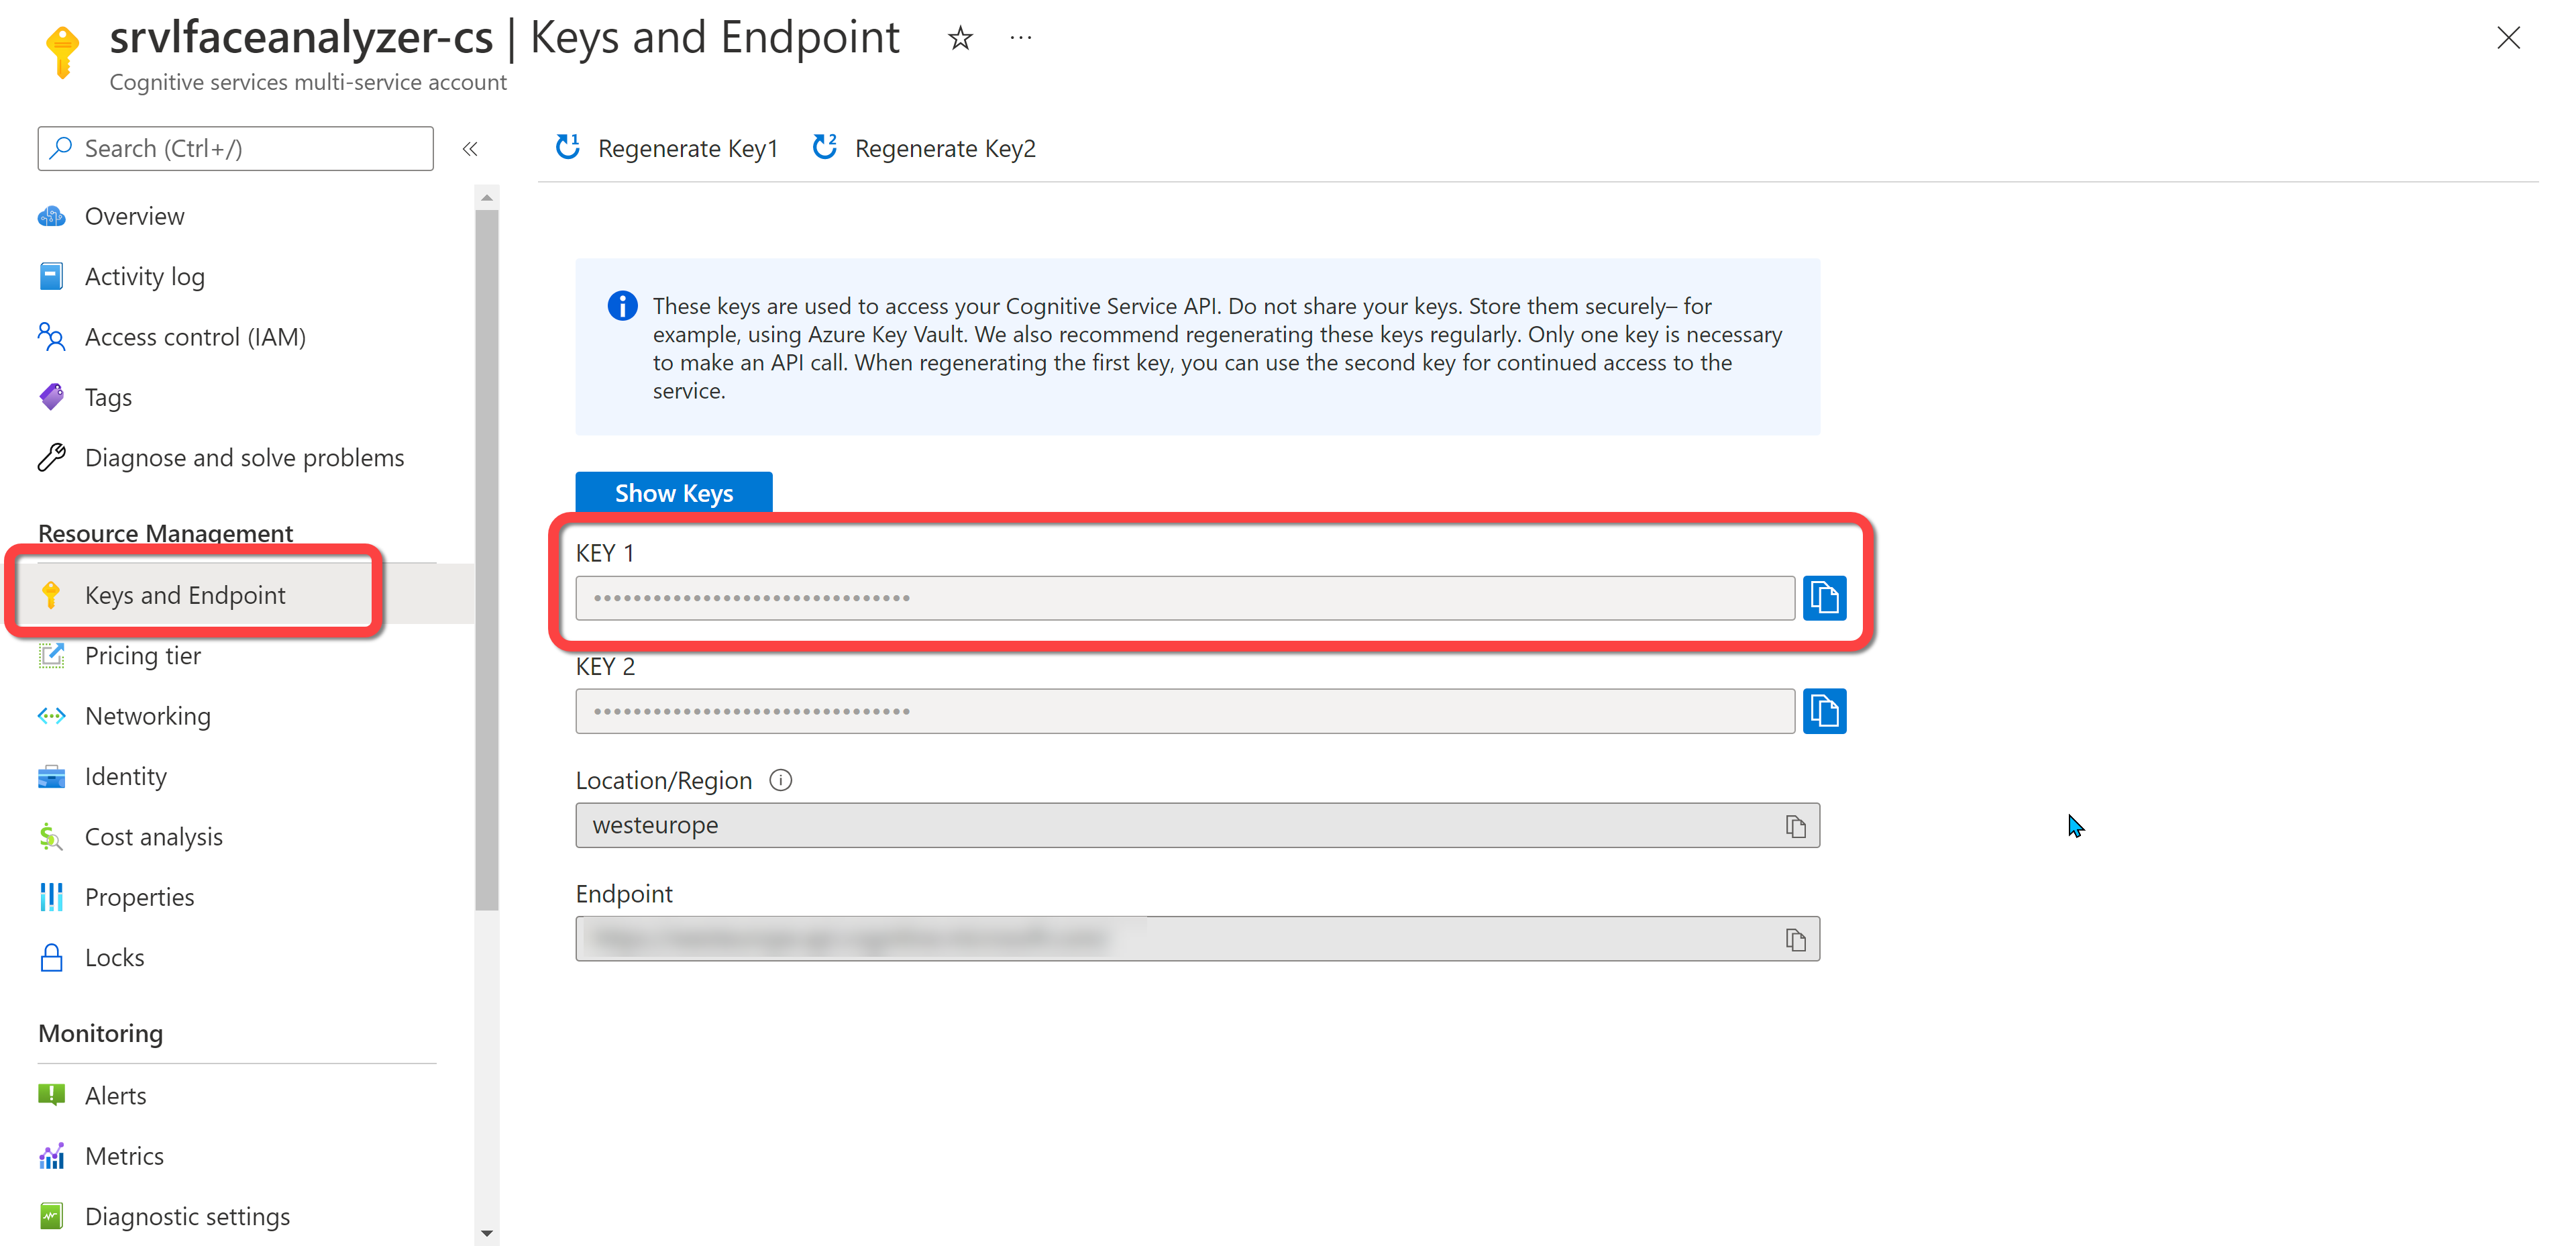 srvlfaceanalyzer-cs | Keys and Endpoint
Cognitive services multi-service account
Search (Ctrl+/)
Overview
Activity log
Access control (IAM)
Tags
Diagnose and solve problems
Resource Management
Keys and Endpoint
Pricing tier
Networking
Identity
Cost analysis
Properties
Locks
Monitoring
Alerts
Metrics
Diagnostic settings
1 Regenerate Key1
2 Regenerate Key2
These keys are used to access your Cognitive Service API. Do not share your keys. Store them securely– for
example, using Azure Key Vault. We also recommend regenerating these keys regularly. Only one key is necessary
to make an API call. When regenerating the first key, you can use the second key for continued access to the
service.
Show Keys
KEY 1
KEY 2
Location/Region
westeurope
Endpoint